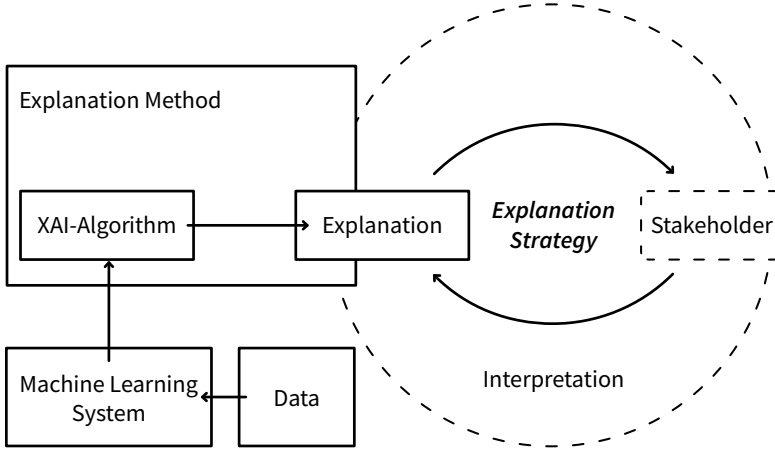 Explanation Method
XAI-Algorithm
Explanation
Explanation
Strategy
Stakeholder
Machine Learning
System
Data
Interpretation